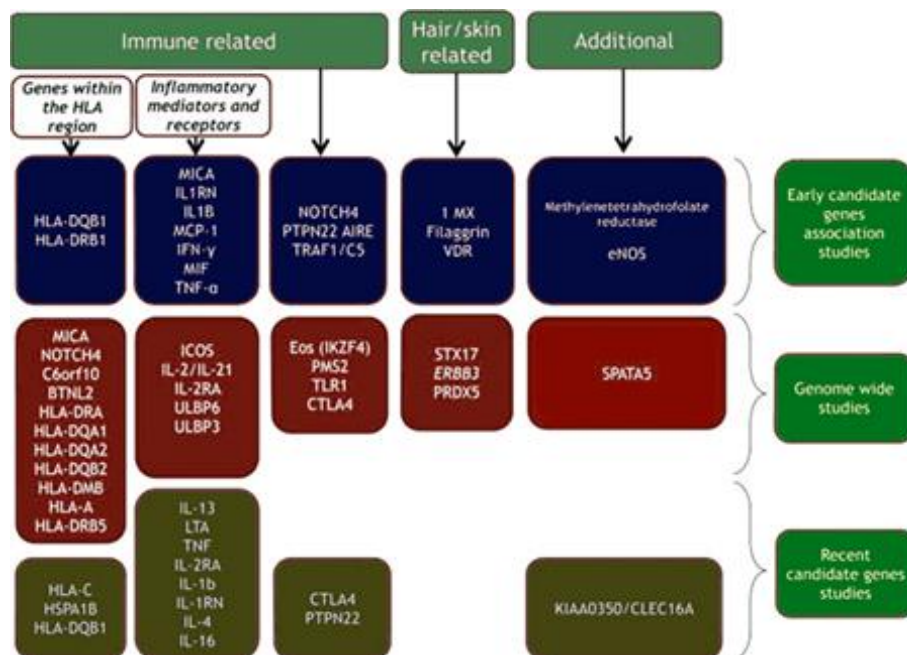 Immune related
Hair/skin
related
Additional
Genes within
the HLA
region
Inflammatory
mediators and
receptors
HLA-DQB1
HLA-DRB1
MICA
IL1RN
IL1B
MCP-1
IFN-γ
MIF
TNF-α
NOTCH4
PTPN22 AIRE
TRAF1/C5
1 MX
Filaggrin
VDR
Methylenetetrahydrofolate
reductase
eNOS
Early candidate
genes
association
studies
MICA
NOTCH4
C6orf10
BTNL2
HLA-DRA
HLA-DQA1
HLA-DQA2
HLA-DQB2
HLA-DMB
HLA-A
HLA-DRB5
ICOS
IL-2/IL-21
IL-2RA
ULBP6
ULBP3
Eos (IKZF4)
PMS2
TLR1
CTLA4
STX17
ERBB3
PRDX5
SPATA5
Genome wide
studies
HLA-C
HSPA1B
HLA-DQB1
IL-13
LTA
TNF
IL-2RA
IL-1b
IL-1RN
IL-4
IL-16
CTLA4
PTPN22
KIAA0350/CLEC16A
Recent
candidate genes
studies